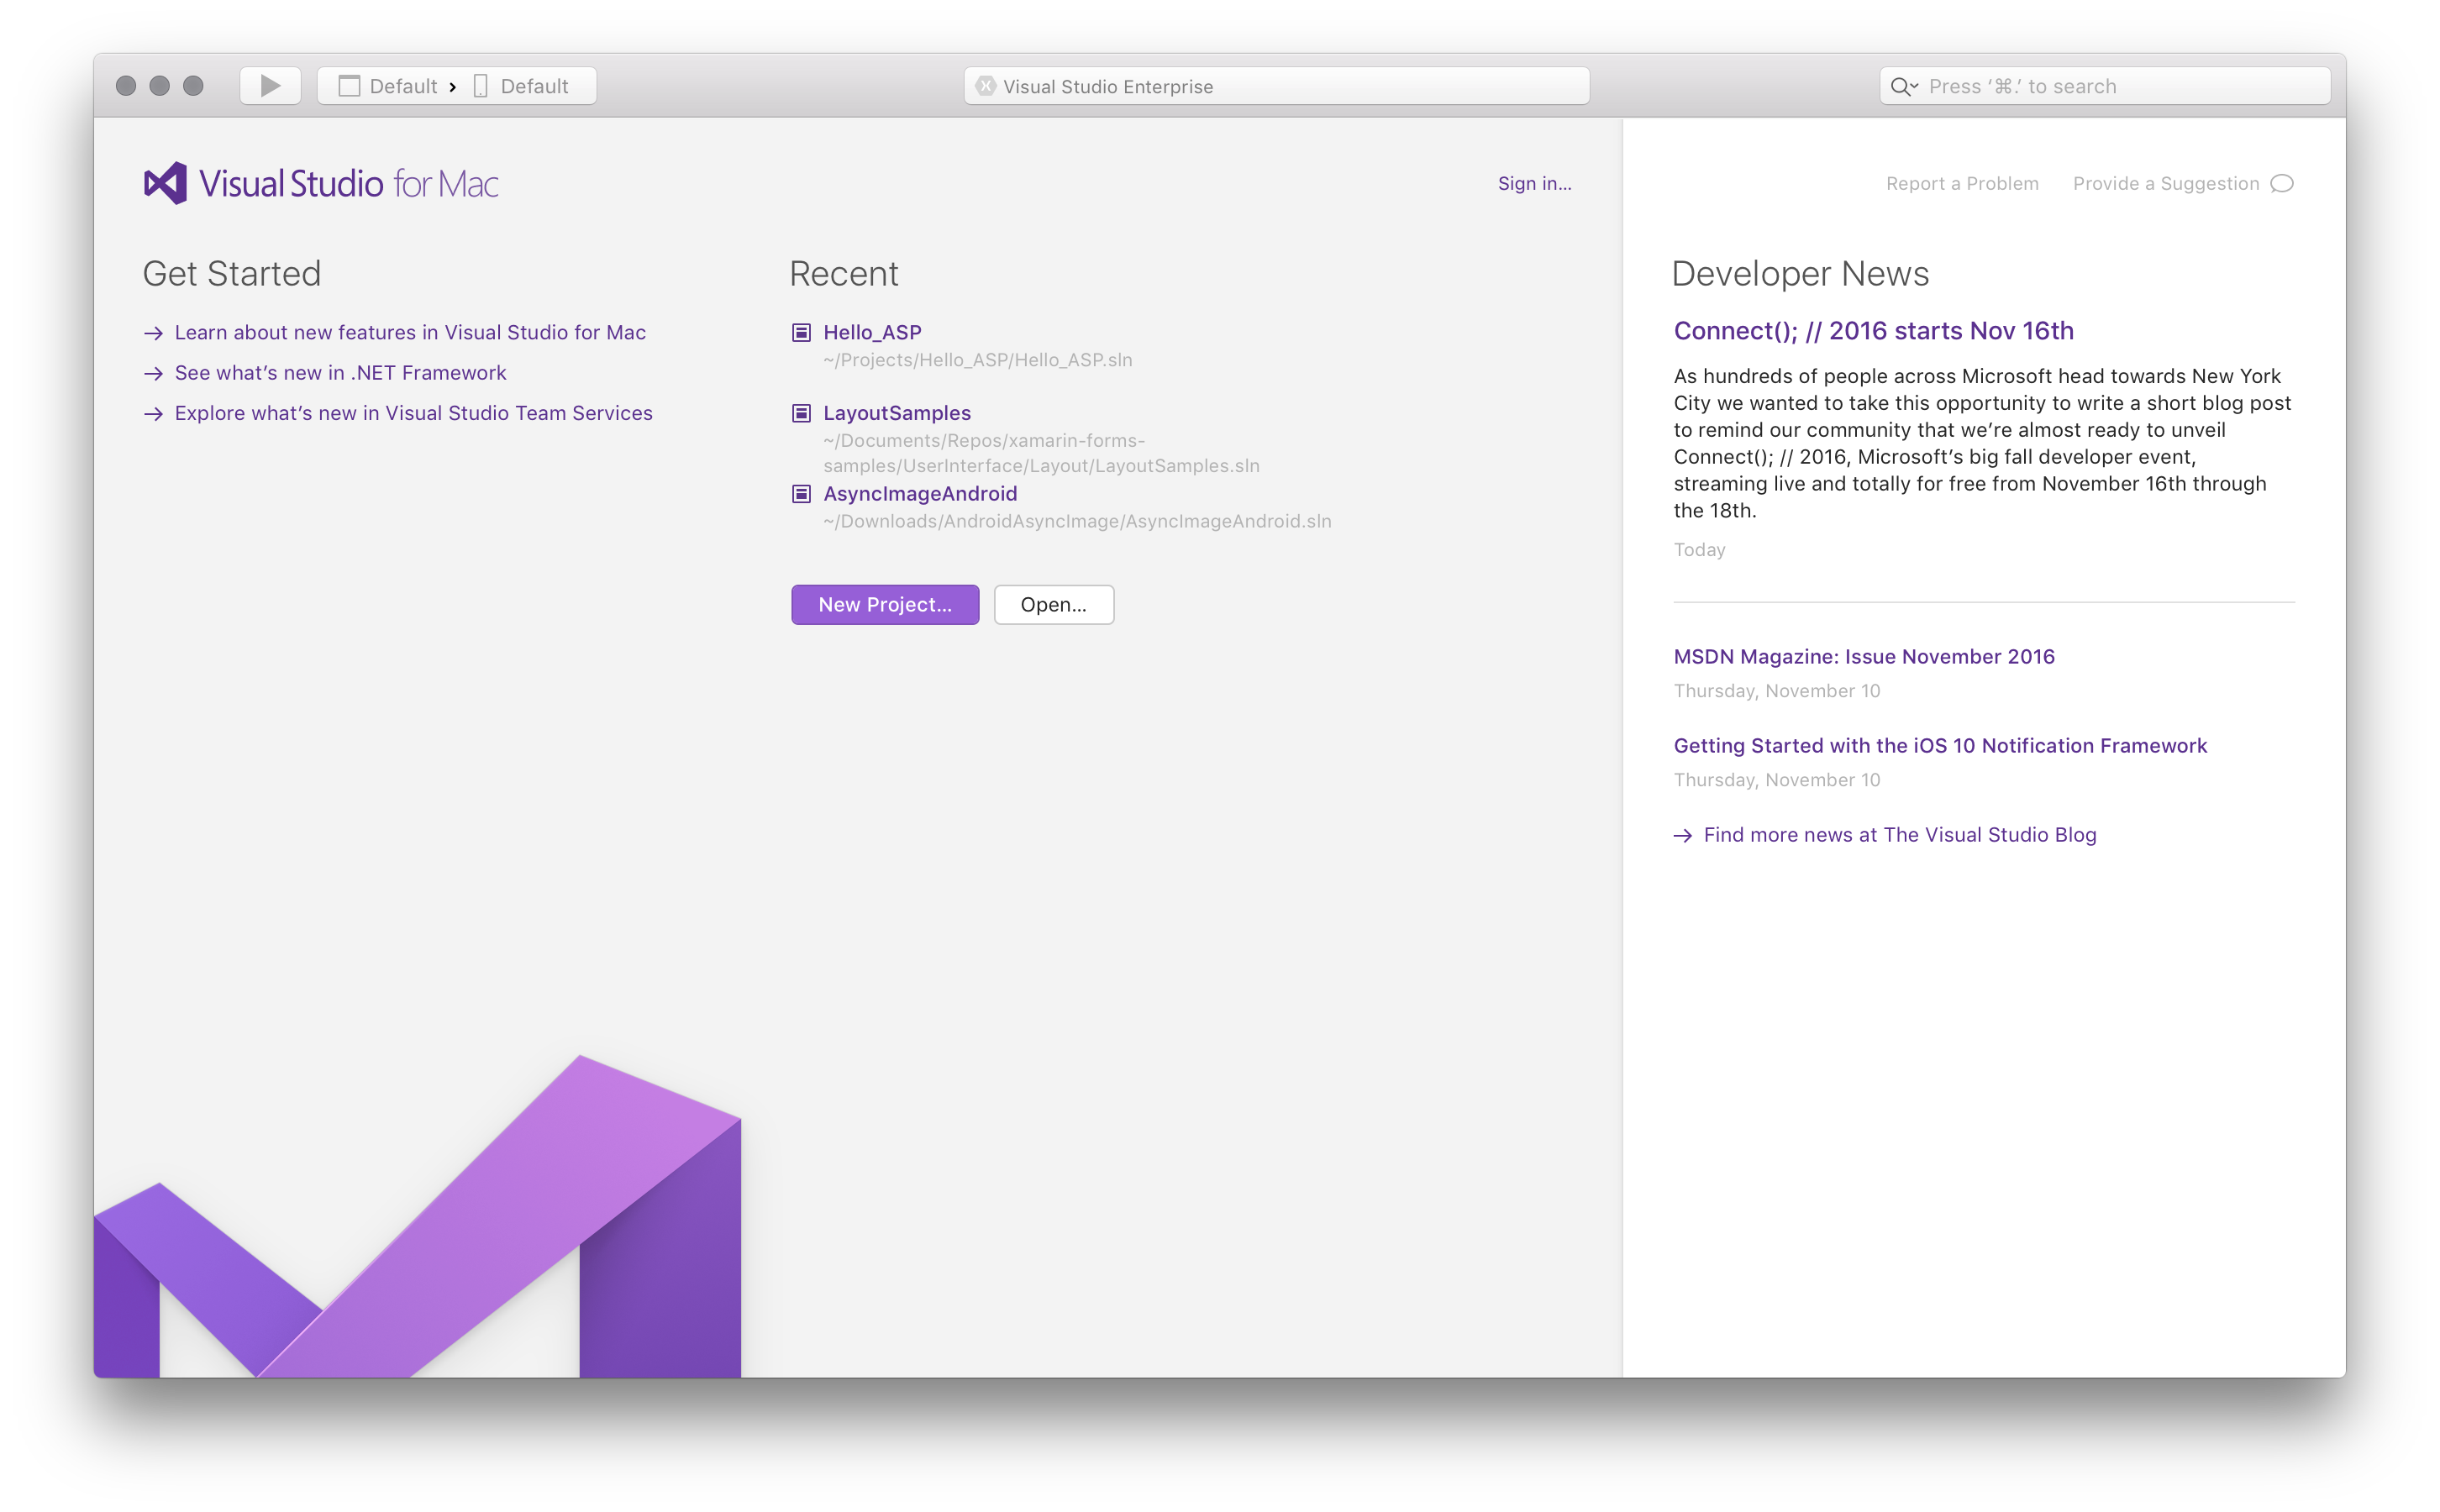 Default › Default
Visual Studio Enterprise
Press ‘⌘.’ to search
Visual Studio for Mac
Sign in...
Get Started
Learn about new features in Visual Studio for Mac
See what’s new in .NET Framework
Explore what’s new in Visual Studio Team Services
Recent
Hello_ASP
~/Projects/Hello_ASP/Hello_ASP.sln
LayoutSamples
~/Documents/Repos/xamarin-forms-
samples/UserInterface/Layout/LayoutSamples.sln
AsyncImageAndroid
~/Downloads/AndroidAsyncImage/AsyncImageAndroid.sln
New Project...
Open...
Report a Problem
Provide a Suggestion
Developer News
Connect(); // 2016 starts Nov 16th
As hundreds of people across Microsoft head towards New York
City we wanted to take this opportunity to write a short blog post
to remind our community that we’re almost ready to unveil
Connect(); // 2016, Microsoft’s big fall developer event,
streaming live and totally for free from November 16th through
the 18th.
Today
MSDN Magazine: Issue November 2016
Thursday, November 10
Getting Started with the iOS 10 Notification Framework
Thursday, November 10
Find more news at The Visual Studio Blog